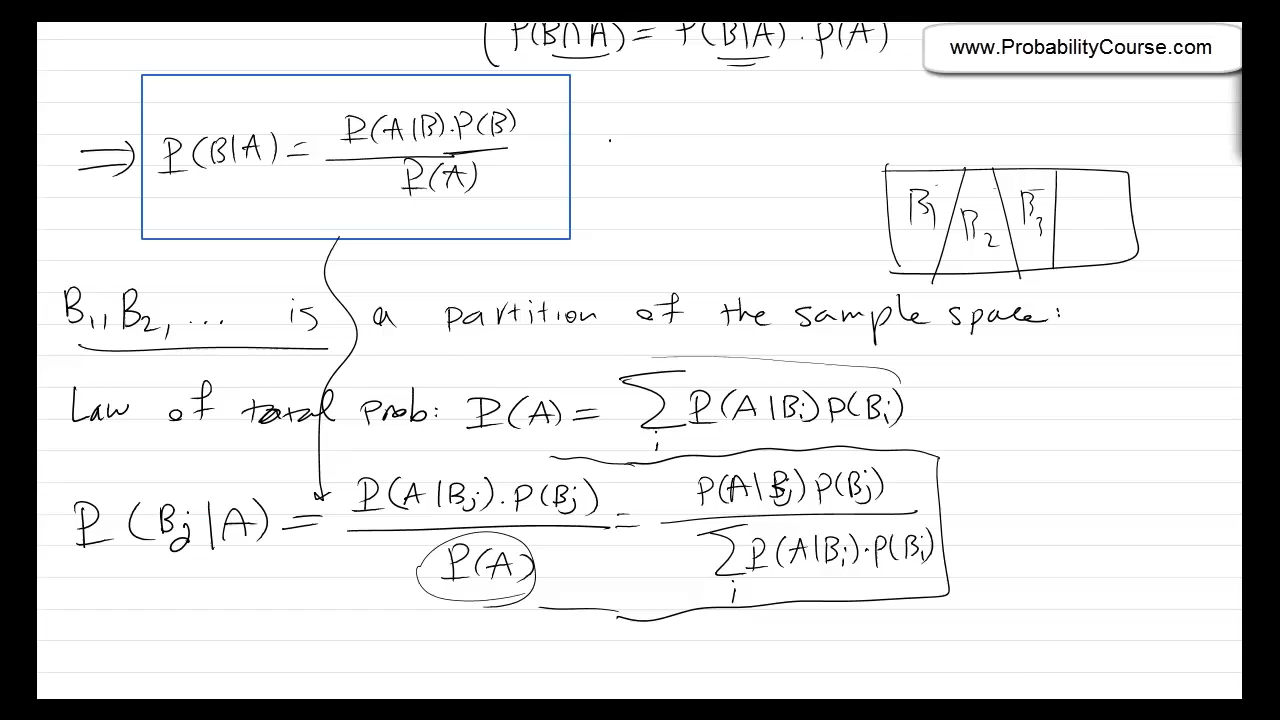 P(B∩A) = P(B|A) . P(A)
www.ProbabilityCourse.com
⟹ P(B|A) = P(A|B).P(B) / P(A)
B1 B2 B3
B1, B2, ... is a partition of the sample space:
Law of total prob: P(A) = ∑i P(A|Bi) P(Bi)
P(Bj|A) = P(A|Bj).P(Bj) / P(A) = P(A|Bj) P(Bj) / ∑i P(A|Bi).P(Bi)